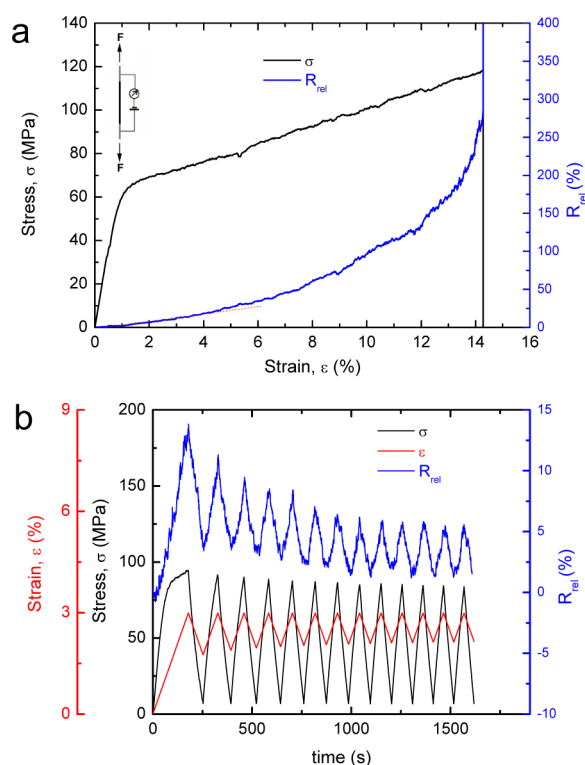 a
F
F
σ
R_rel
Stress, σ (MPa)
140
120
100
80
60
40
20
0
R_rel (%)
400
350
300
250
200
150
100
50
0
0 2 4 6 8 10 12 14 16
Strain, ε (%)
b
σ
ε
R_rel
Strain, ε (%)
9
6
3
0
Stress, σ (MPa)
200
150
100
50
0
R_rel (%)
15
10
5
0
-5
-10
0 500 1000 1500
time (s)